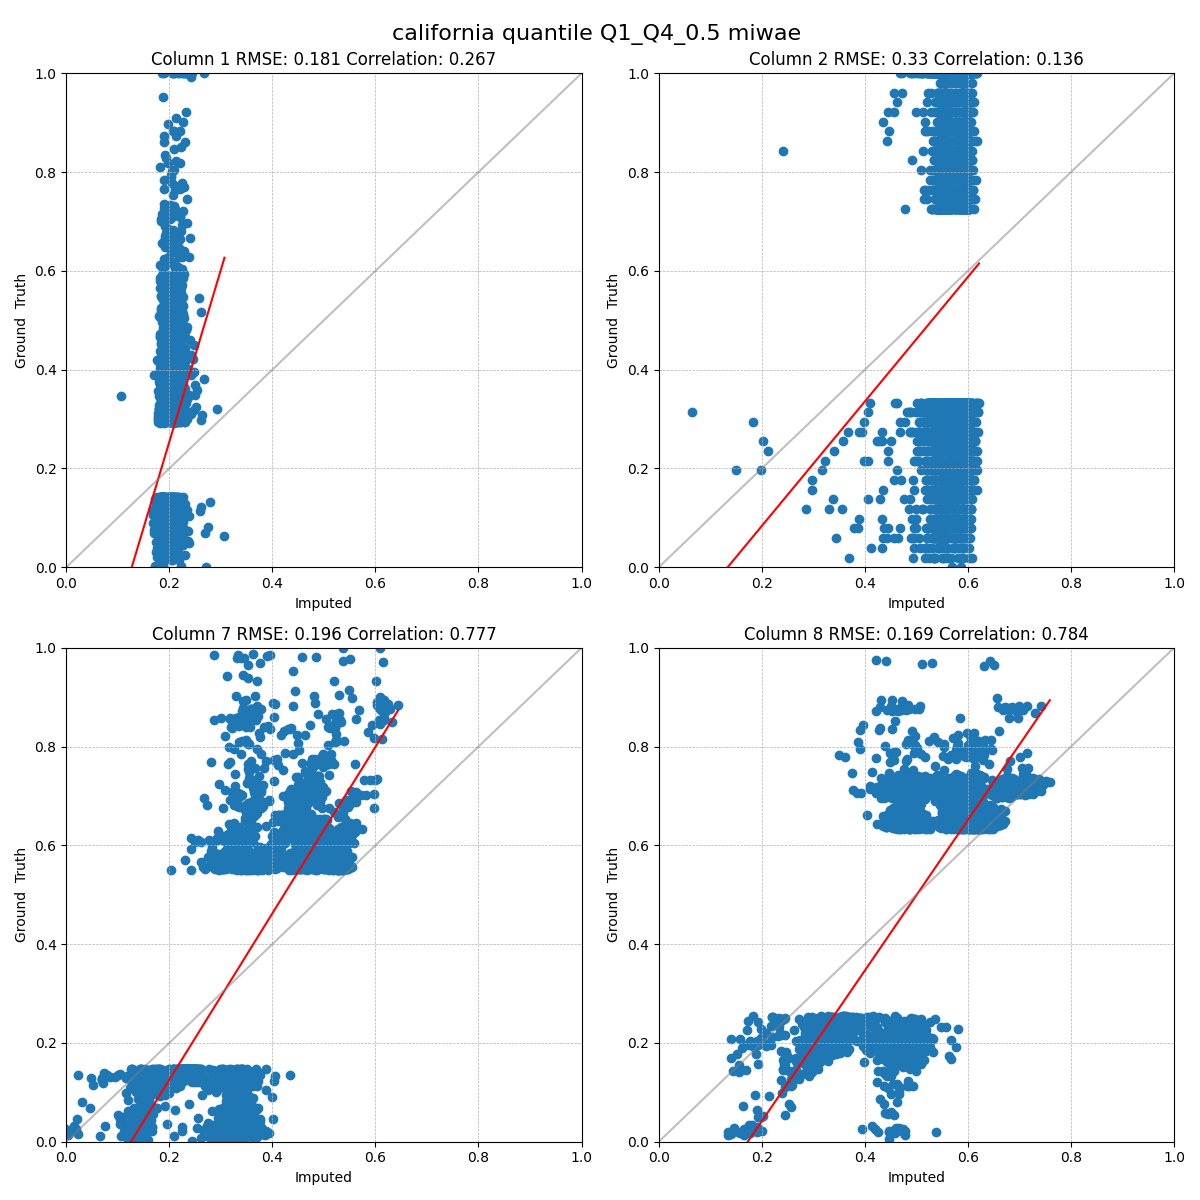 california quantile Q1_Q4_0.5 miwae
Column 1 RMSE: 0.181 Correlation: 0.267
1.0
0.8
0.6
0.4
0.2
0.0
Ground Truth
0.0 0.2 0.4 0.6 0.8 1.0
Imputed
Column 2 RMSE: 0.33 Correlation: 0.136
1.0
0.8
0.6
0.4
0.2
0.0
Ground Truth
0.0 0.2 0.4 0.6 0.8 1.0
Imputed
Column 7 RMSE: 0.196 Correlation: 0.777
1.0
0.8
0.6
0.4
0.2
0.0
Ground Truth
0.0 0.2 0.4 0.6 0.8 1.0
Imputed
Column 8 RMSE: 0.169 Correlation: 0.784
1.0
0.8
0.6
0.4
0.2
0.0
Ground Truth
0.0 0.2 0.4 0.6 0.8 1.0
Imputed